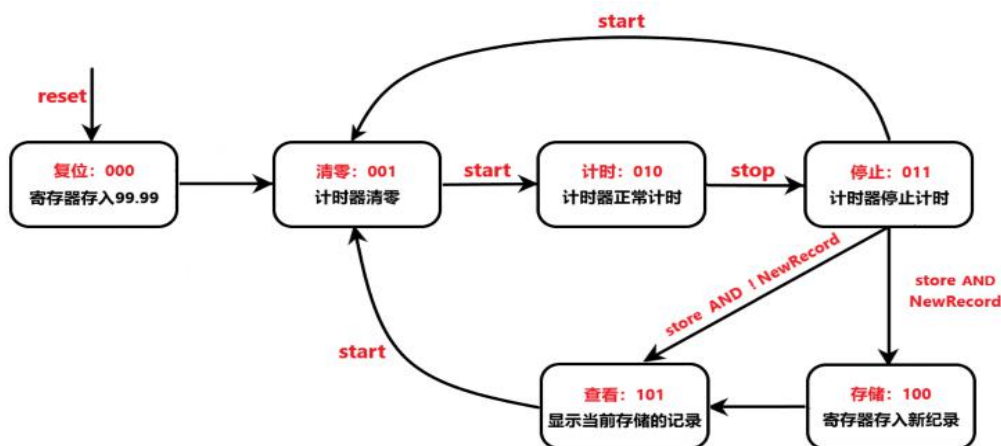 start
reset
复位：000
寄存器存入99.99
清零：001
计时器清零
start
计时：010
计时器正常计时
stop
停止：011
计时器停止计时
store AND ！NewRecord
store AND
NewRecord
start
查看：101
显示当前存储的记录
存储：100
寄存器存入新纪录